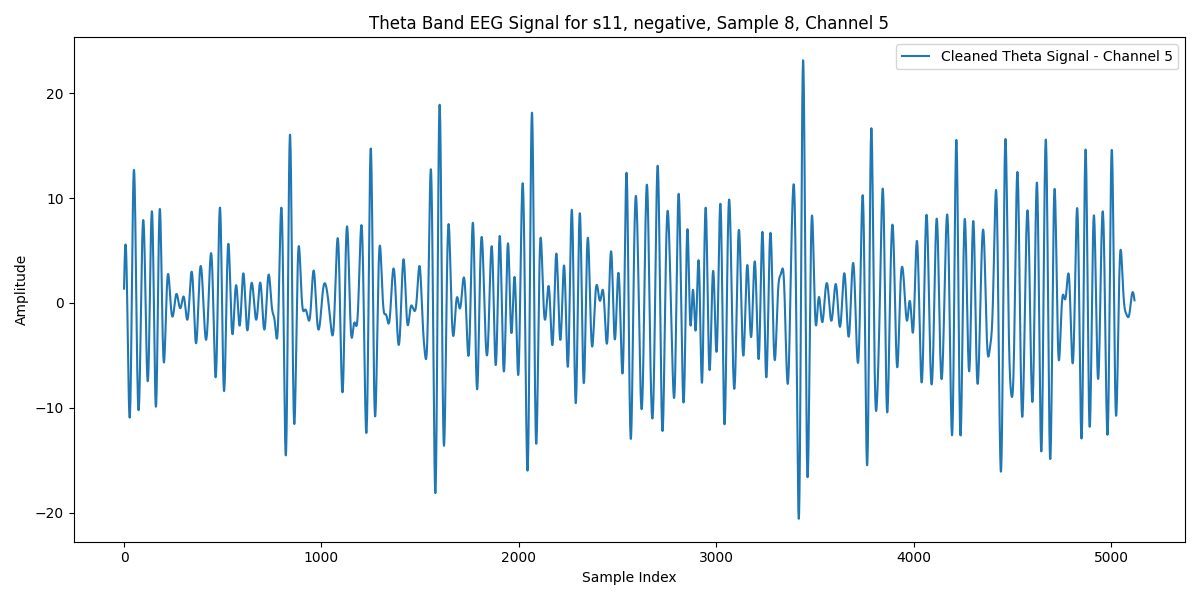 Theta Band EEG Signal for s11, negative, Sample 8, Channel 5
Cleaned Theta Signal - Channel 5
Amplitude
20
10
0
−10
−20
0 1000 2000 3000 4000 5000
Sample Index